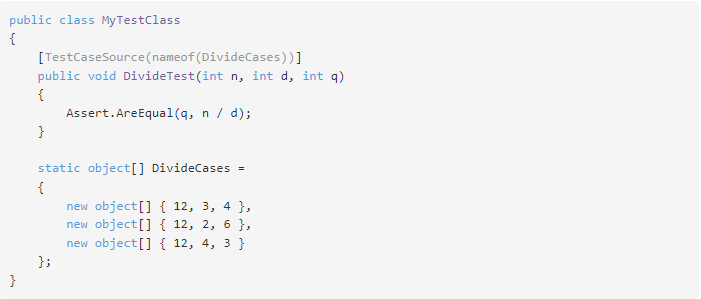 public class MyTestClass
{
    [TestCaseSource(nameof(DivideCases))]
    public void DivideTest(int n, int d, int q)
    {
        Assert.AreEqual(q, n / d);
    }

    static object[] DivideCases =
    {
        new object[] { 12, 3, 4 },
        new object[] { 12, 2, 6 },
        new object[] { 12, 4, 3 }
    };
}